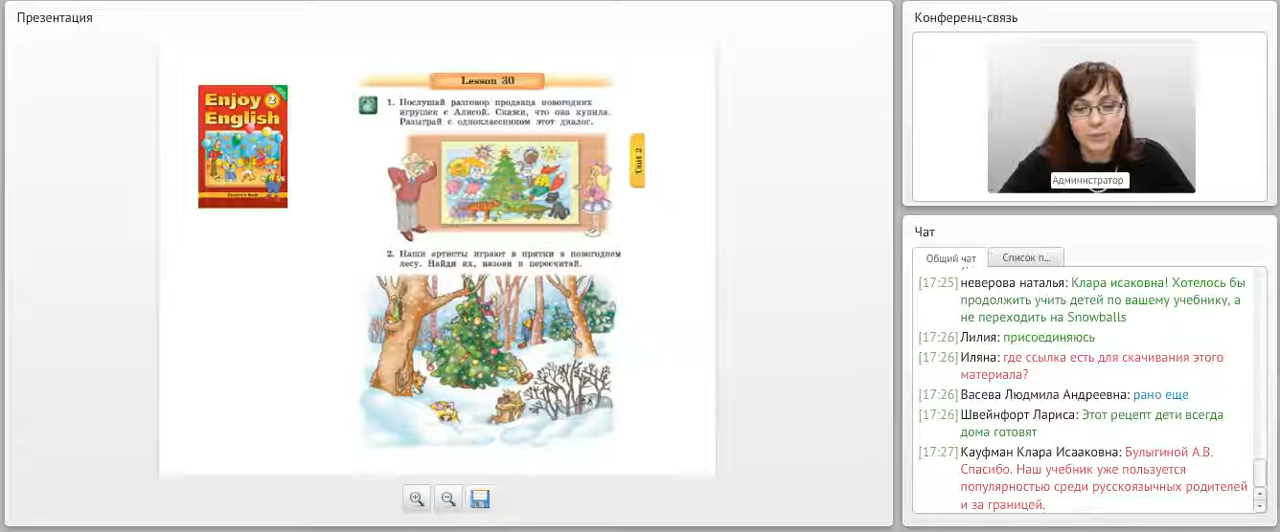 Презентация
Enjoy 2
English
Lesson 30
1. Послушай разговор продавца новогодних
игрушек с Алисой. Скажи, что она купила.
Разыграй с одноклассником этот диалог.
Unit 2
2. Наши артисты играют в прятки в новогоднем
лесу. Найди их, назови и пересчитай.
Конференц-связь
Администратор
Чат
Общий чат
Список п...
[17:25] неверова наталья: Клара исаковна! Хотелось бы
продолжить учить детей по вашему учебнику, а
не переходить на Snowballs
[17:26] Лилия: присоединяюсь
[17:26] Иляна: где ссылка есть для скачивания этого
материала?
[17:26] Васева Людмила Андреевна: рано еще
[17:26] Швейнфорт Лариса: Этот рецепт дети всегда
дома готовят
[17:27] Кауфман Клара Исааковна: Булыгиной А.В.
Спасибо. Наш учебник уже пользуется
популярностью среди русскоязычных родителей
и за границей.